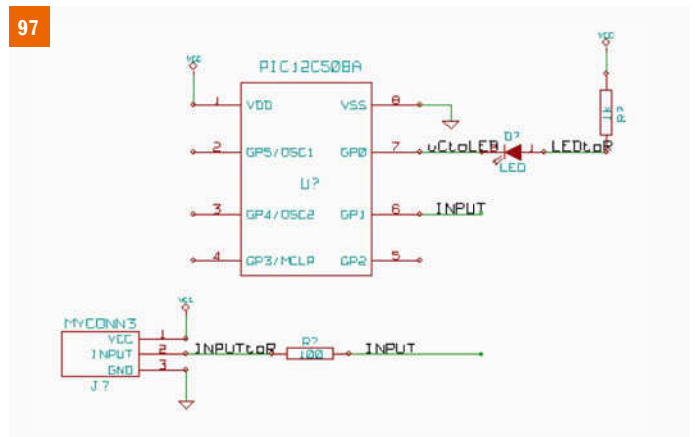 97
VCC
VCC
PIC12C508A
1 VDD VSS 8
2 GP5/OSC1 GP0 7 uCtoLED D? 1 LEDtoR 1K R?
LED
U?
3 GP4/OSC2 GP1 6 INPUT
4 GP3/MCLR GP2 5
VCC
MYCONN3
VCC 1
INPUT 2 INPUTtoR R? 100 INPUT
GND 3
J?